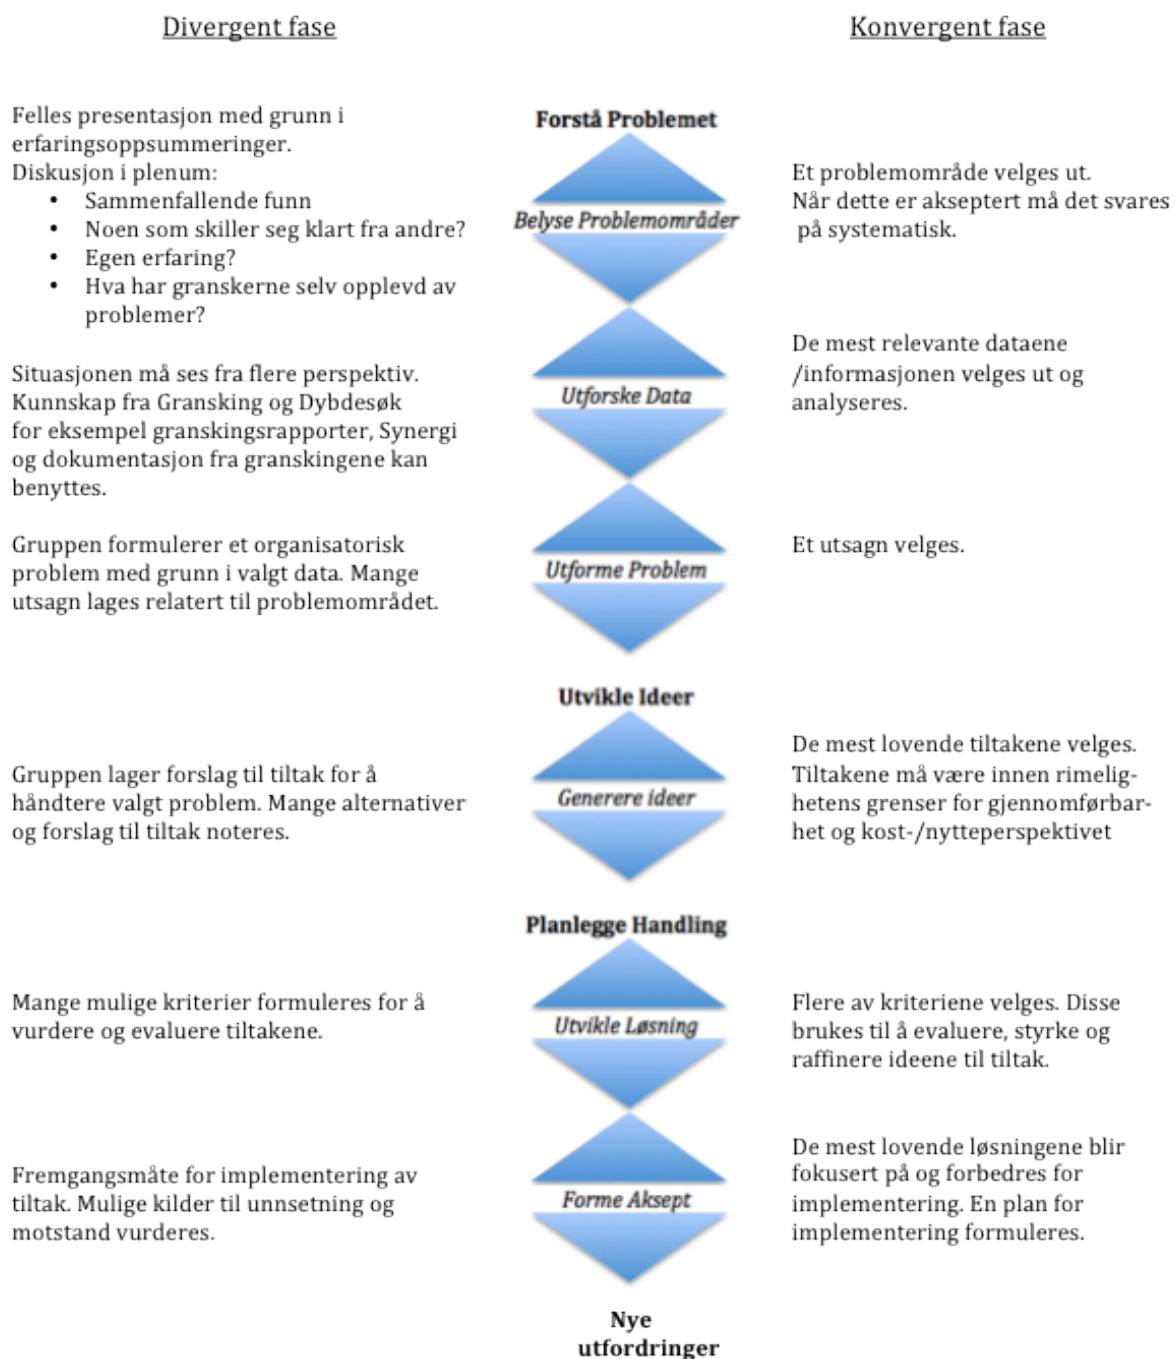 Divergent fase
Konvergent fase
Felles presentasjon med grunn i
erfaringsoppsummeringer.
Diskusjon i plenum:
• Sammenfallende funn
• Noen som skiller seg klart fra andre?
• Egen erfaring?
• Hva har granskerne selv opplevd av
problemer?
Forstå Problemet
Belyse Problemområder
Et problemområde velges ut.
Når dette er akseptert må det svares
på systematisk.
Situasjonen må ses fra flere perspektiv.
Kunnskap fra Gransking og Dybdesøk
for eksempel granskingsrapporter, Synergi
og dokumentasjon fra granskingene kan
benyttes.
Utforske Data
De mest relevante dataene
/informasjonen velges ut og
analyseres.
Gruppen formulerer et organisatorisk
problem med grunn i valgt data. Mange
utsagn lages relatert til problemområdet.
Utforme Problem
Et utsagn velges.
Utvikle Ideer
Gruppen lager forslag til tiltak for å
håndtere valgt problem. Mange alternativer
og forslag til tiltak noteres.
Generere ideer
De mest lovende tiltakene velges.
Tiltakene må være innen rimelig-
hetens grenser for gjennomførbar-
het og kost-/nytteperspektivet
Planlegge Handling
Mange mulige kriterier formuleres for å
vurdere og evaluere tiltakene.
Utvikle Løsning
Flere av kriteriene velges. Disse
brukes til å evaluere, styrke og
raffinere ideene til tiltak.
Fremgangsmåte for implementering av
tiltak. Mulige kilder til unnsetning og
motstand vurderes.
Forme Aksept
De mest lovende løsningene blir
fokusert på og forbedres for
implementering. En plan for
implementering formuleres.
Nye
utfordringer